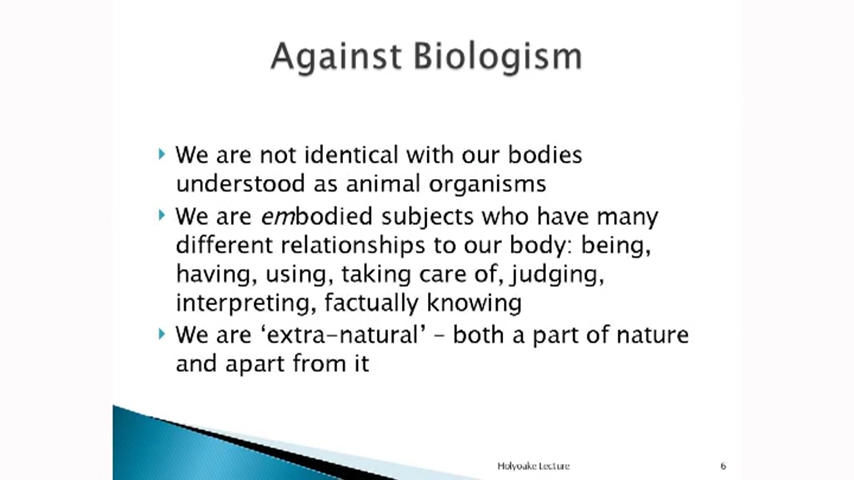 Against Biologism
We are not identical with our bodies
understood as animal organisms
We are embodied subjects who have many
different relationships to our body: being,
having, using, taking care of, judging,
interpreting, factually knowing
We are ‘extra-natural’ – both a part of nature
and apart from it
Holyoake Lecture
6